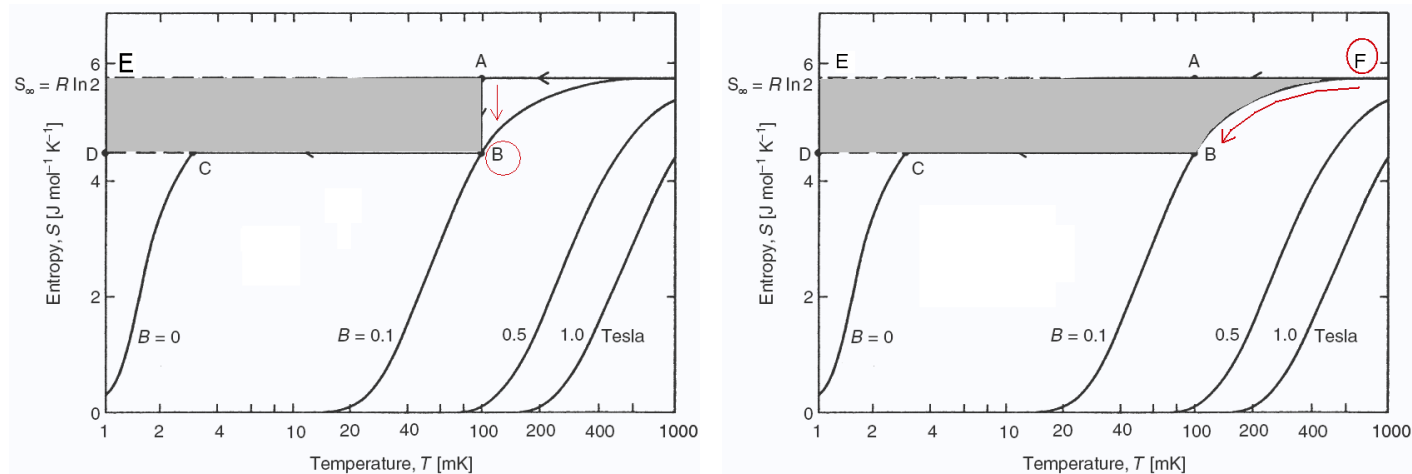 6
E
A
S∞ = R ln2
D
C
B
4
Entropy, S [J mol⁻¹ K⁻¹]
2
B = 0
B = 0.1
0.5
1.0
Tesla
0
1 2 4 10 20 40 100 200 400 1000
Temperature, T [mK]
6
E
A
F
S∞ = R ln2
D
C
B
4
Entropy, S [J mol⁻¹ K⁻¹]
2
B = 0
B = 0.1
0.5
1.0
Tesla
0
1 2 4 10 20 40 100 200 400 1000
Temperature, T [mK]